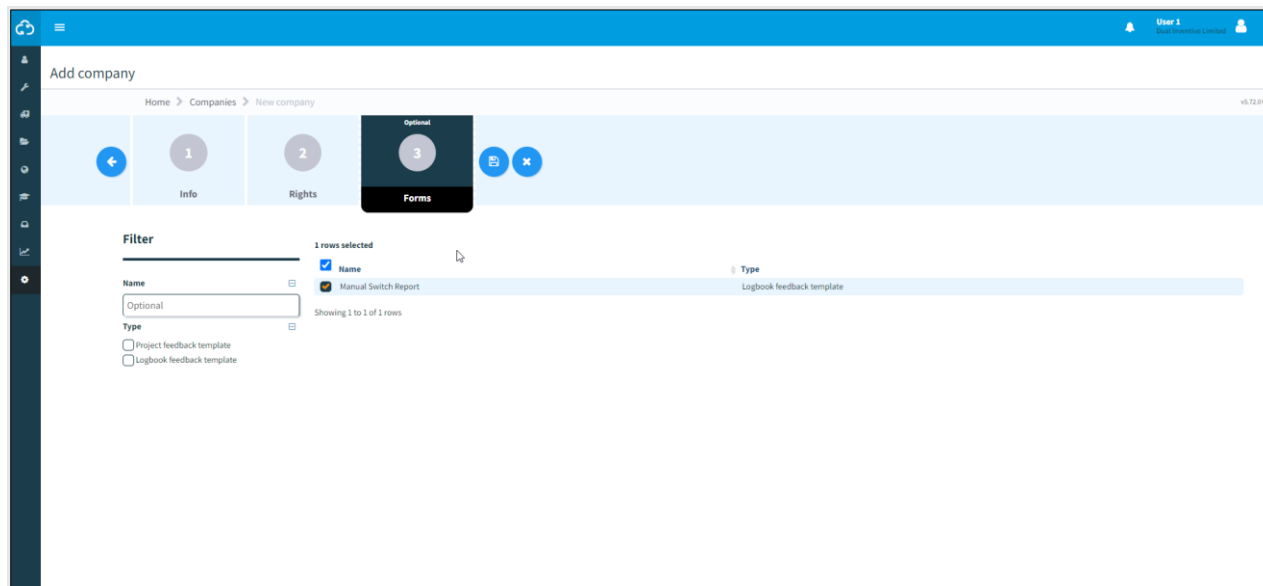 User 1
Dual Inventive Limited
Add company
Home Companies New company
v5.72.0
Optional
1 2 3
Info Rights Forms
Filter
1 rows selected
Name Type
Name
Manual Switch Report Logbook feedback template
Optional
Showing 1 to 1 of 1 rows
Type
Project feedback template
Logbook feedback template